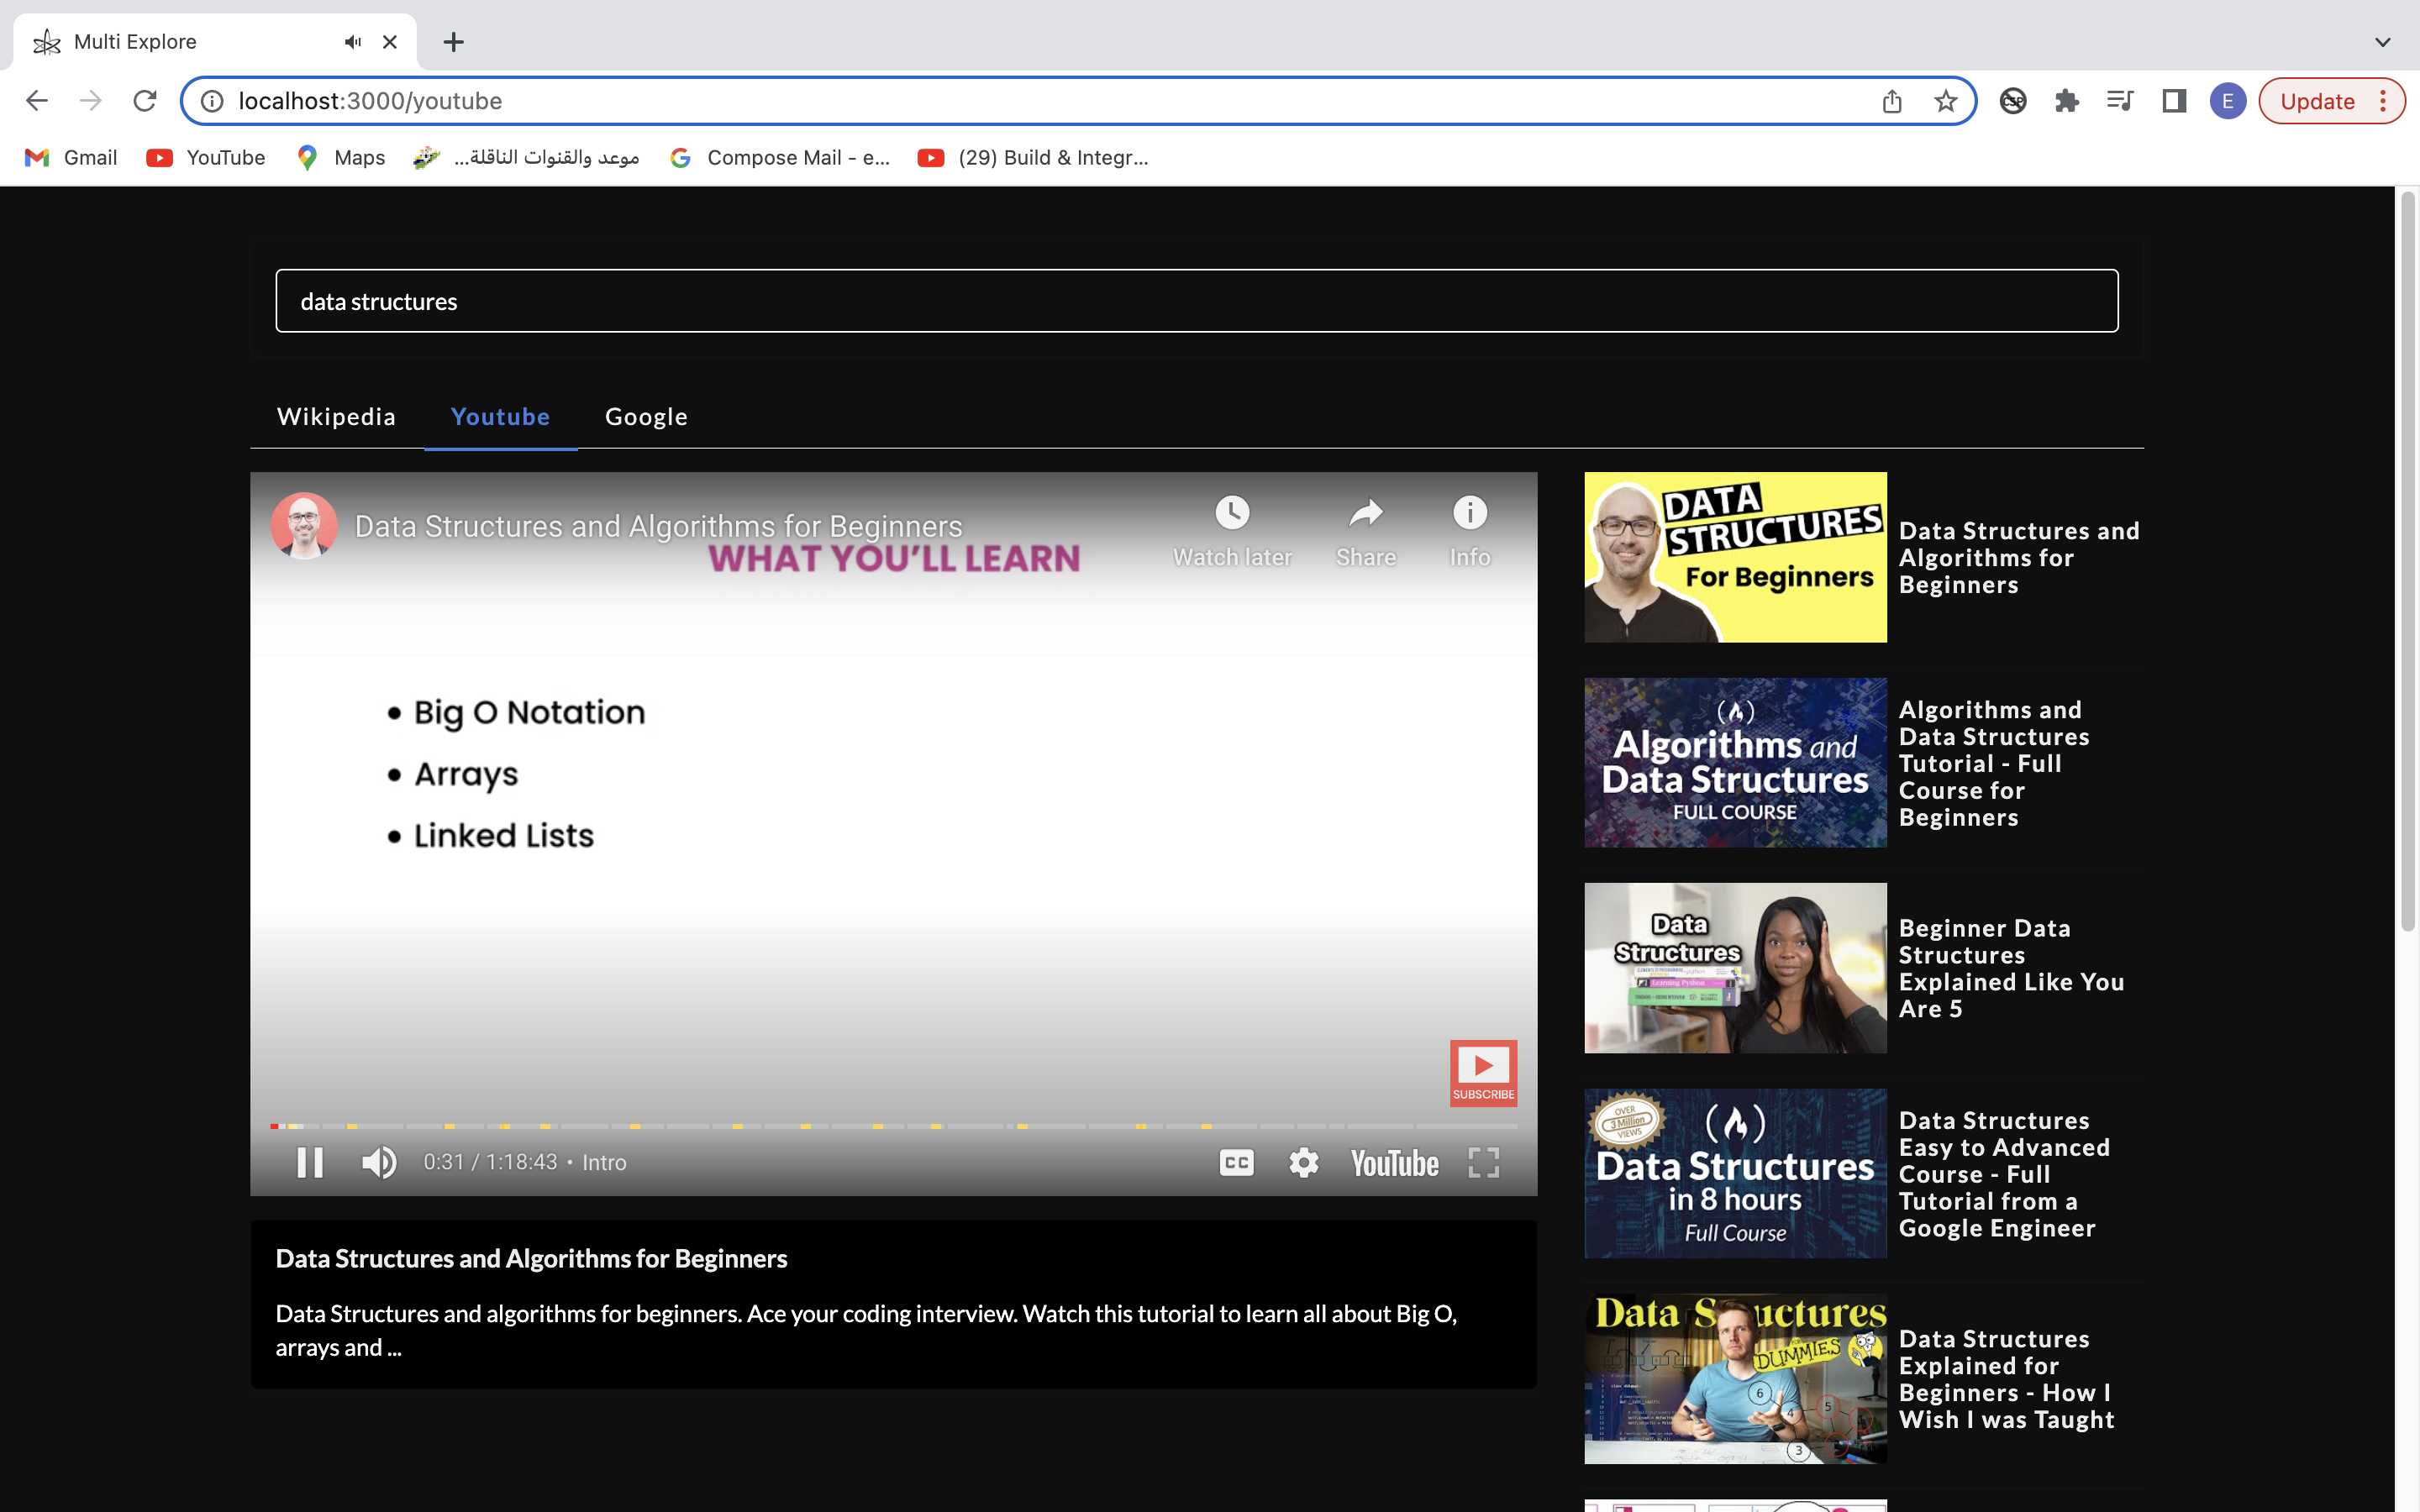 Multi Explore
localhost:3000/youtube
E
Update
Gmail
YouTube
Maps
موعد والقنوات الناقلة...
Compose Mail - e...
(29) Build & Integr...
data structures
Wikipedia
Youtube
Google
Data Structures and Algorithms for Beginners
Watch later
Share
Info
WHAT YOU'LL LEARN
• Big O Notation
• Arrays
• Linked Lists
SUBSCRIBE
0:31 / 1:18:43 • Intro
CC
YouTube
Data Structures and Algorithms for Beginners
Data Structures and algorithms for beginners. Ace your coding interview. Watch this tutorial to learn all about Big O,
arrays and ...
DATA
STRUCTURES
For Beginners
Data Structures and
Algorithms for
Beginners
Algorithms and
Data Structures
FULL COURSE
Algorithms and
Data Structures
Tutorial - Full
Course for
Beginners
Data
Structures
Learning Python
Beginner Data
Structures
Explained Like You
Are 5
OVER
3 Million
VIEWS
Data Structures
in 8 hours
Full Course
Data Structures
Easy to Advanced
Course - Full
Tutorial from a
Google Engineer
DUMMIES
6
4
5
3
Data Structures
Explained for
Beginners - How I
Wish I was Taught